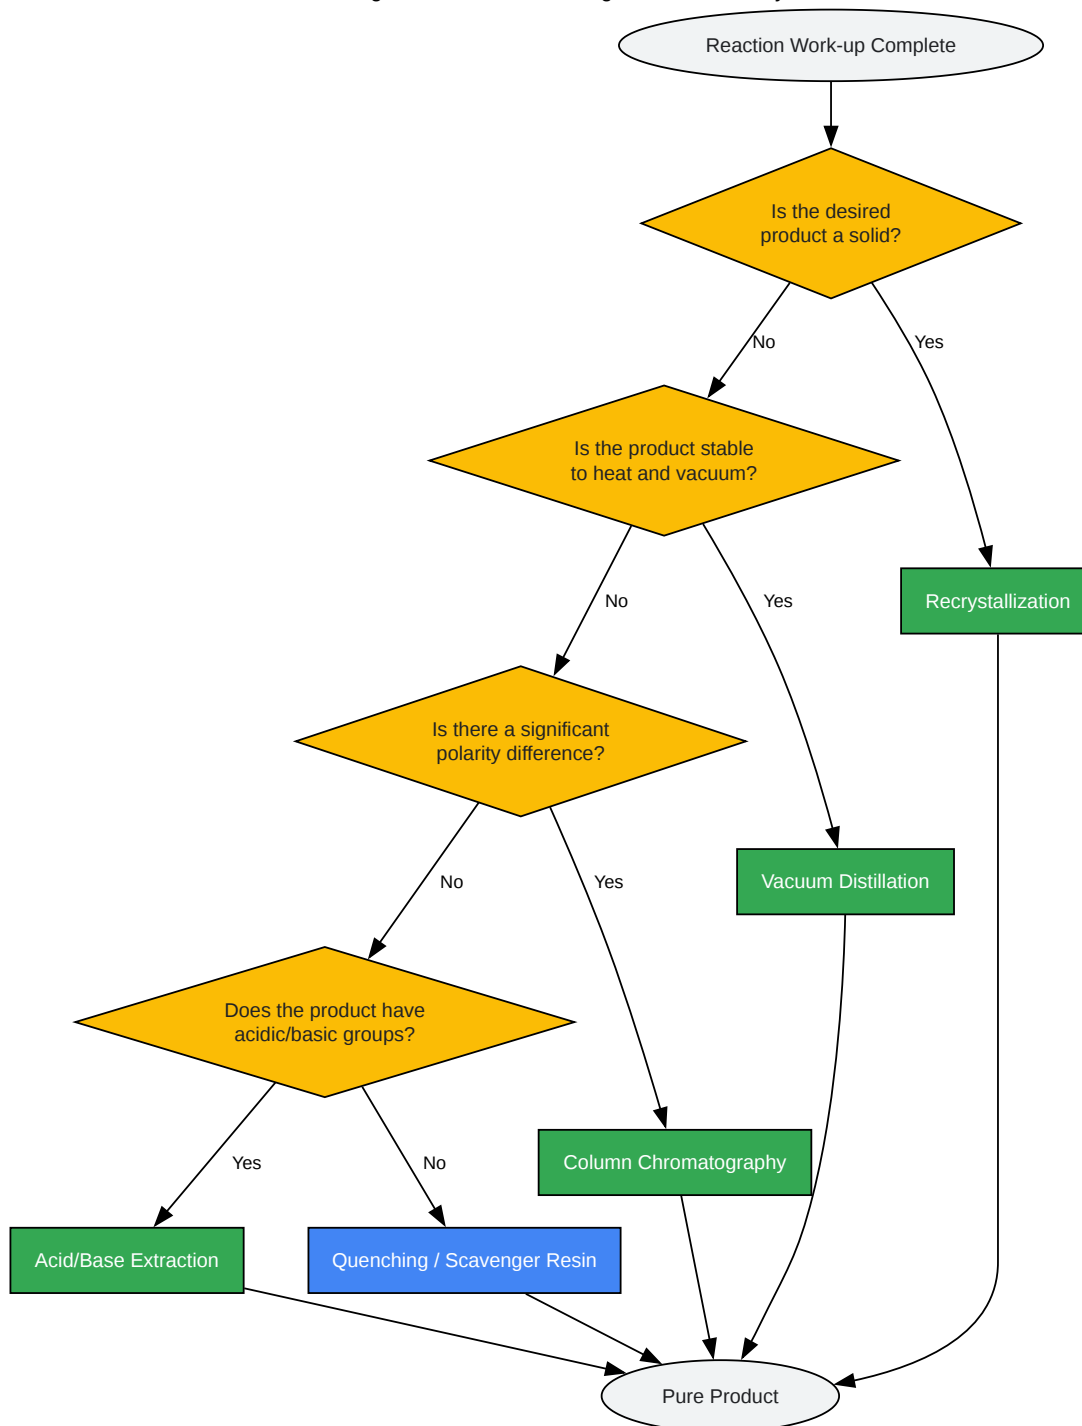 Reaction Work-up Complete
Is the desired
product a solid?
No
Yes
Is the product stable
to heat and vacuum?
No
Yes
Recrystallization
Is there a significant
polarity difference?
No
Yes
Vacuum Distillation
Does the product have
acidic/basic groups?
Yes
No
Column Chromatography
Acid/Base Extraction
Quenching / Scavenger Resin
Pure Product